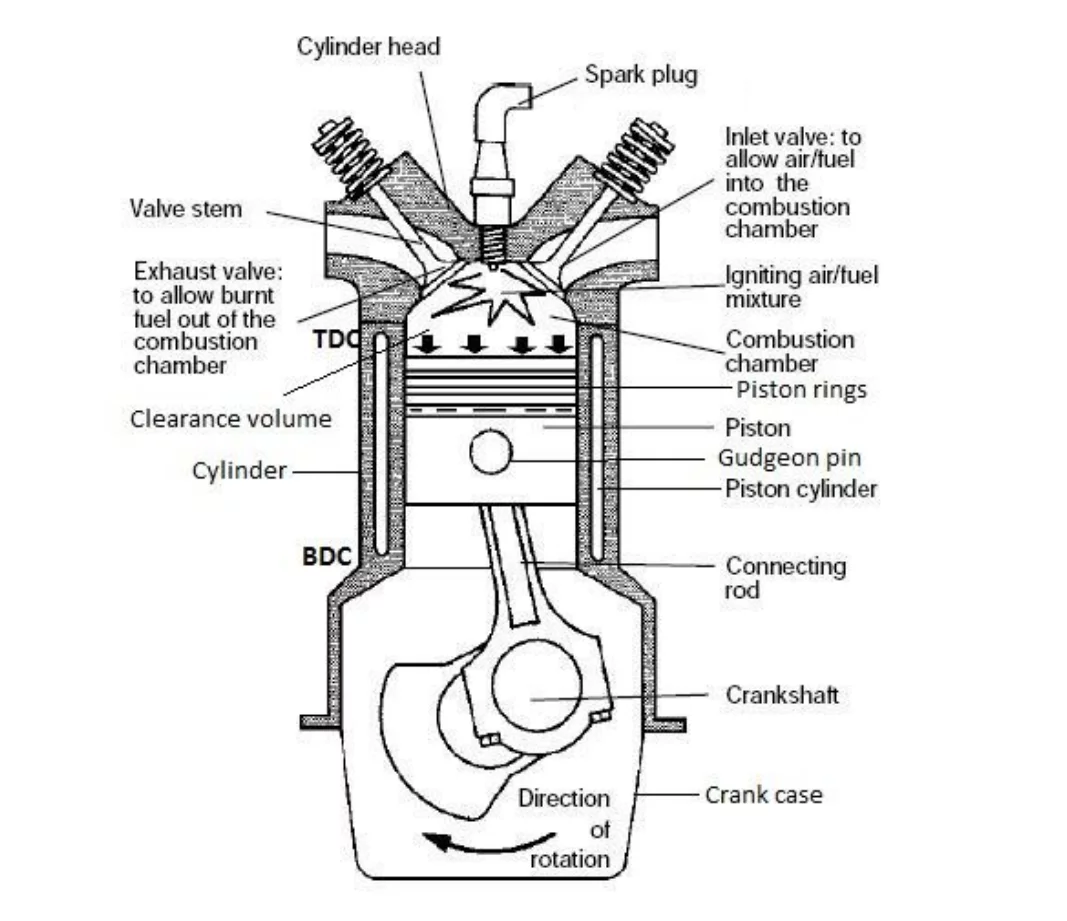 Cylinder head
Spark plug
Inlet valve: to
allow air/fuel
into the
combustion
chamber
Valve stem
Exhaust valve:
to allow burnt
fuel out of the
combustion
chamber
Igniting air/fuel
mixture
TDC
Combustion
chamber
Piston rings
Clearance volume
Piston
Gudgeon pin
Cylinder
Piston cylinder
BDC
Connecting
rod
Crankshaft
Crank case
Direction
of
rotation